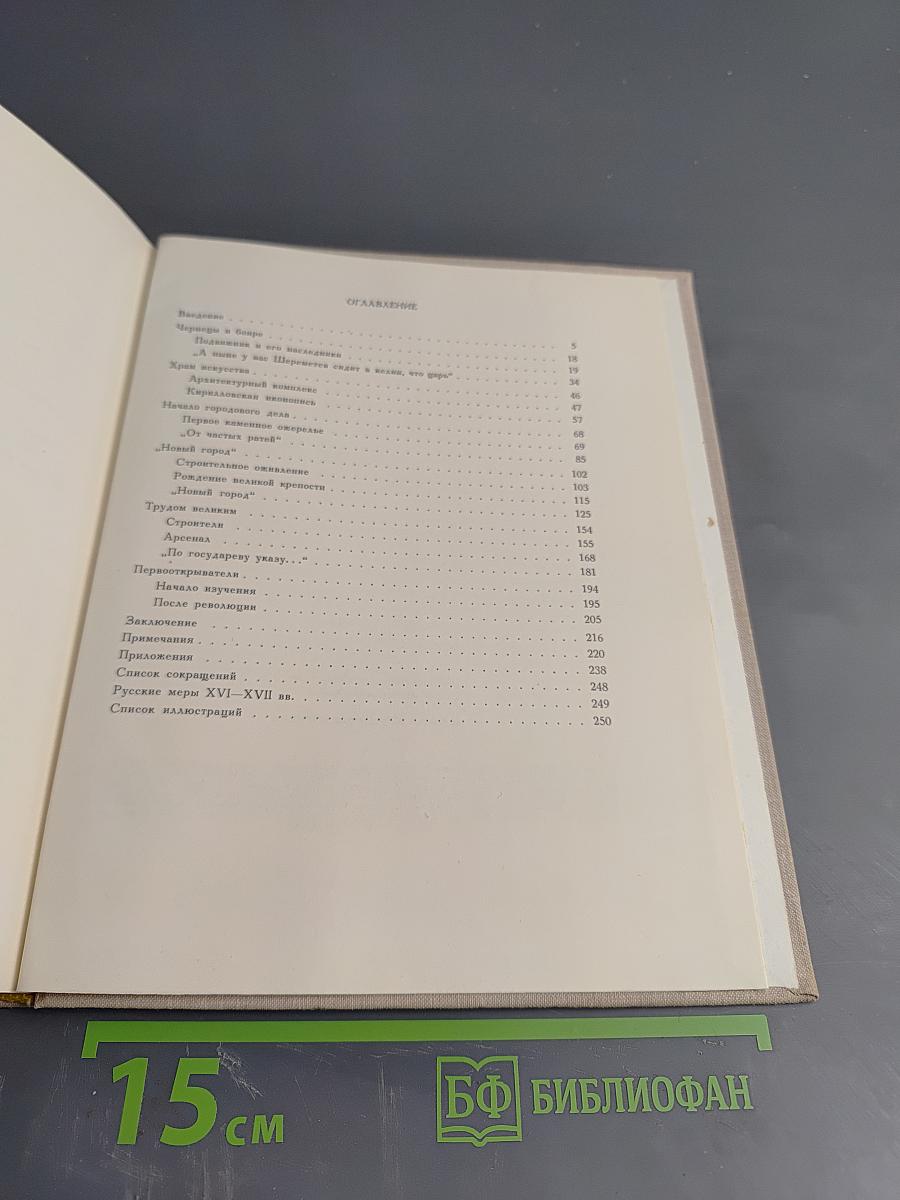 ОГЛАВЛЕНИЕ
Введение . . . 5
Чернецы и бояре . . . 18
Подвижник и его наследники . . . 19
„А ныне у вас Шереметев сидит в келии, что царь“ . . . 34
Храм искусства . . . 46
Архитектурный комплекс . . . 47
Кирилловская иконопись . . . 57
Начало городового дела . . . 68
Первое каменное ожерелье . . . 69
„От частых ратей“ . . . 85
„Новый город“ . . . 102
Строительное оживление . . . 103
Рождение великой крепости . . . 115
„Новый город“ . . . 125
Трудом великим . . . 154
Строители . . . 155
Арсенал . . . 168
„По государеву указу...“ . . . 181
Первооткрыватели . . . 194
Начало изучения . . . 195
После революции . . . 205
Заключение . . . 216
Примечания . . . 220
Приложения . . . 238
Список сокращений . . . 248
Русские меры XVI—XVII вв. . . . 249
Список иллюстраций . . . 250
15 см
БФ БИБЛИОФАН